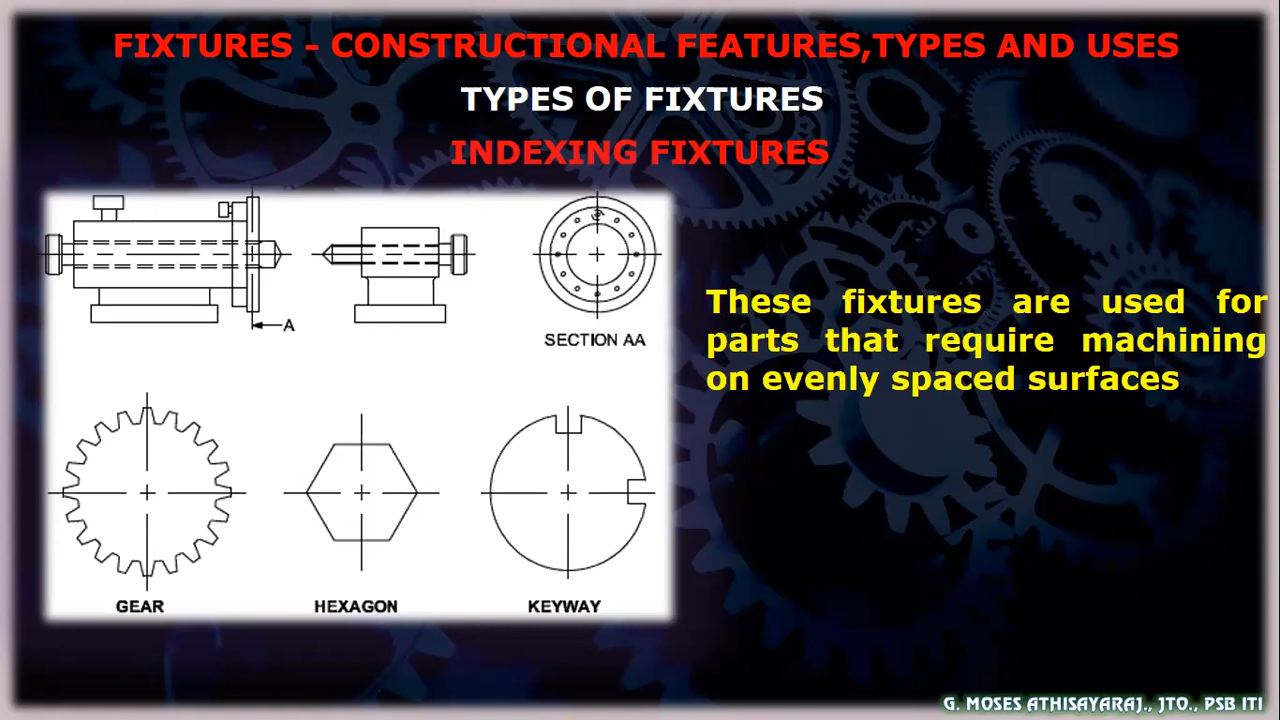 FIXTURES - CONSTRUCTIONAL FEATURES,TYPES AND USES
TYPES OF FIXTURES
INDEXING FIXTURES
A
SECTION AA
These fixtures are used for
parts that require machining
on evenly spaced surfaces
GEAR
HEXAGON
KEYWAY
G. MOSES ATHISAYARAJ., JTO., PSB ITI